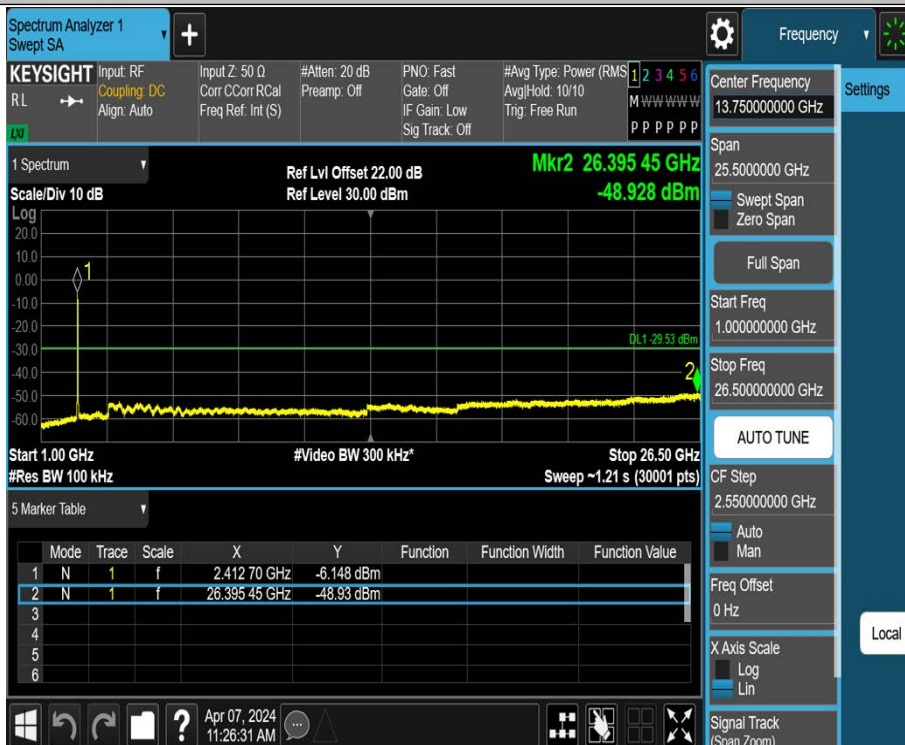 Spectrum Analyzer 1
Swept SA
+
Frequency
KEYSIGHT
RL
LXI
Input: RF
Coupling: DC
Align: Auto
Input Z: 50 Ω
Corr CCorr RCal
Freq Ref: Int (S)
#Atten: 20 dB
Preamp: Off
PNO: Fast
Gate: Off
IF Gain: Low
Sig Track: Off
#Avg Type: Power (RMS
Avg|Hold: 10/10
Trig: Free Run
1 2 3 4 5 6
M W W W W W
P P P P P P
1 Spectrum
Scale/Div 10 dB
Ref Lvl Offset 22.00 dB
Ref Level 30.00 dBm
Mkr2 26.395 45 GHz
-48.928 dBm
Log
20.0
10.0
0.00
-10.0
-20.0
-30.0
-40.0
-50.0
-60.0
1
DL1 -29.53 dBm
2
Start 1.00 GHz
#Res BW 100 kHz
#Video BW 300 kHz*
Stop 26.50 GHz
Sweep ~1.21 s (30001 pts)
5 Marker Table
Mode Trace Scale X Y Function Function Width Function Value
1 N 1 f 2.412 70 GHz -6.148 dBm
2 N 1 f 26.395 45 GHz -48.93 dBm
3
4
5
6
?
Apr 07, 2024
11:26:31 AM
Center Frequency
13.750000000 GHz
Span
25.5000000 GHz
Swept Span
Zero Span
Full Span
Start Freq
1.000000000 GHz
Stop Freq
26.500000000 GHz
AUTO TUNE
CF Step
2.550000000 GHz
Auto
Man
Freq Offset
0 Hz
X Axis Scale
Log
Lin
Signal Track
(Span Zoom)
Settings
Local